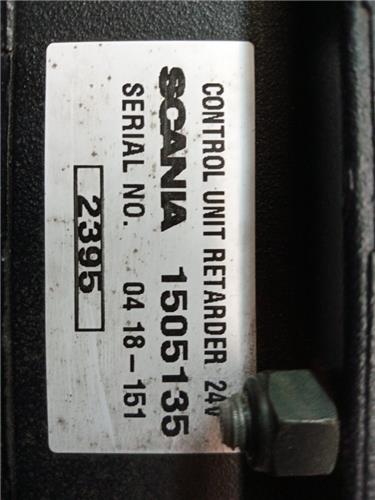 CONTROL UNIT RETARDER 24V
SCANIA 1505135
SERIAL NO. 04 18-151
2395